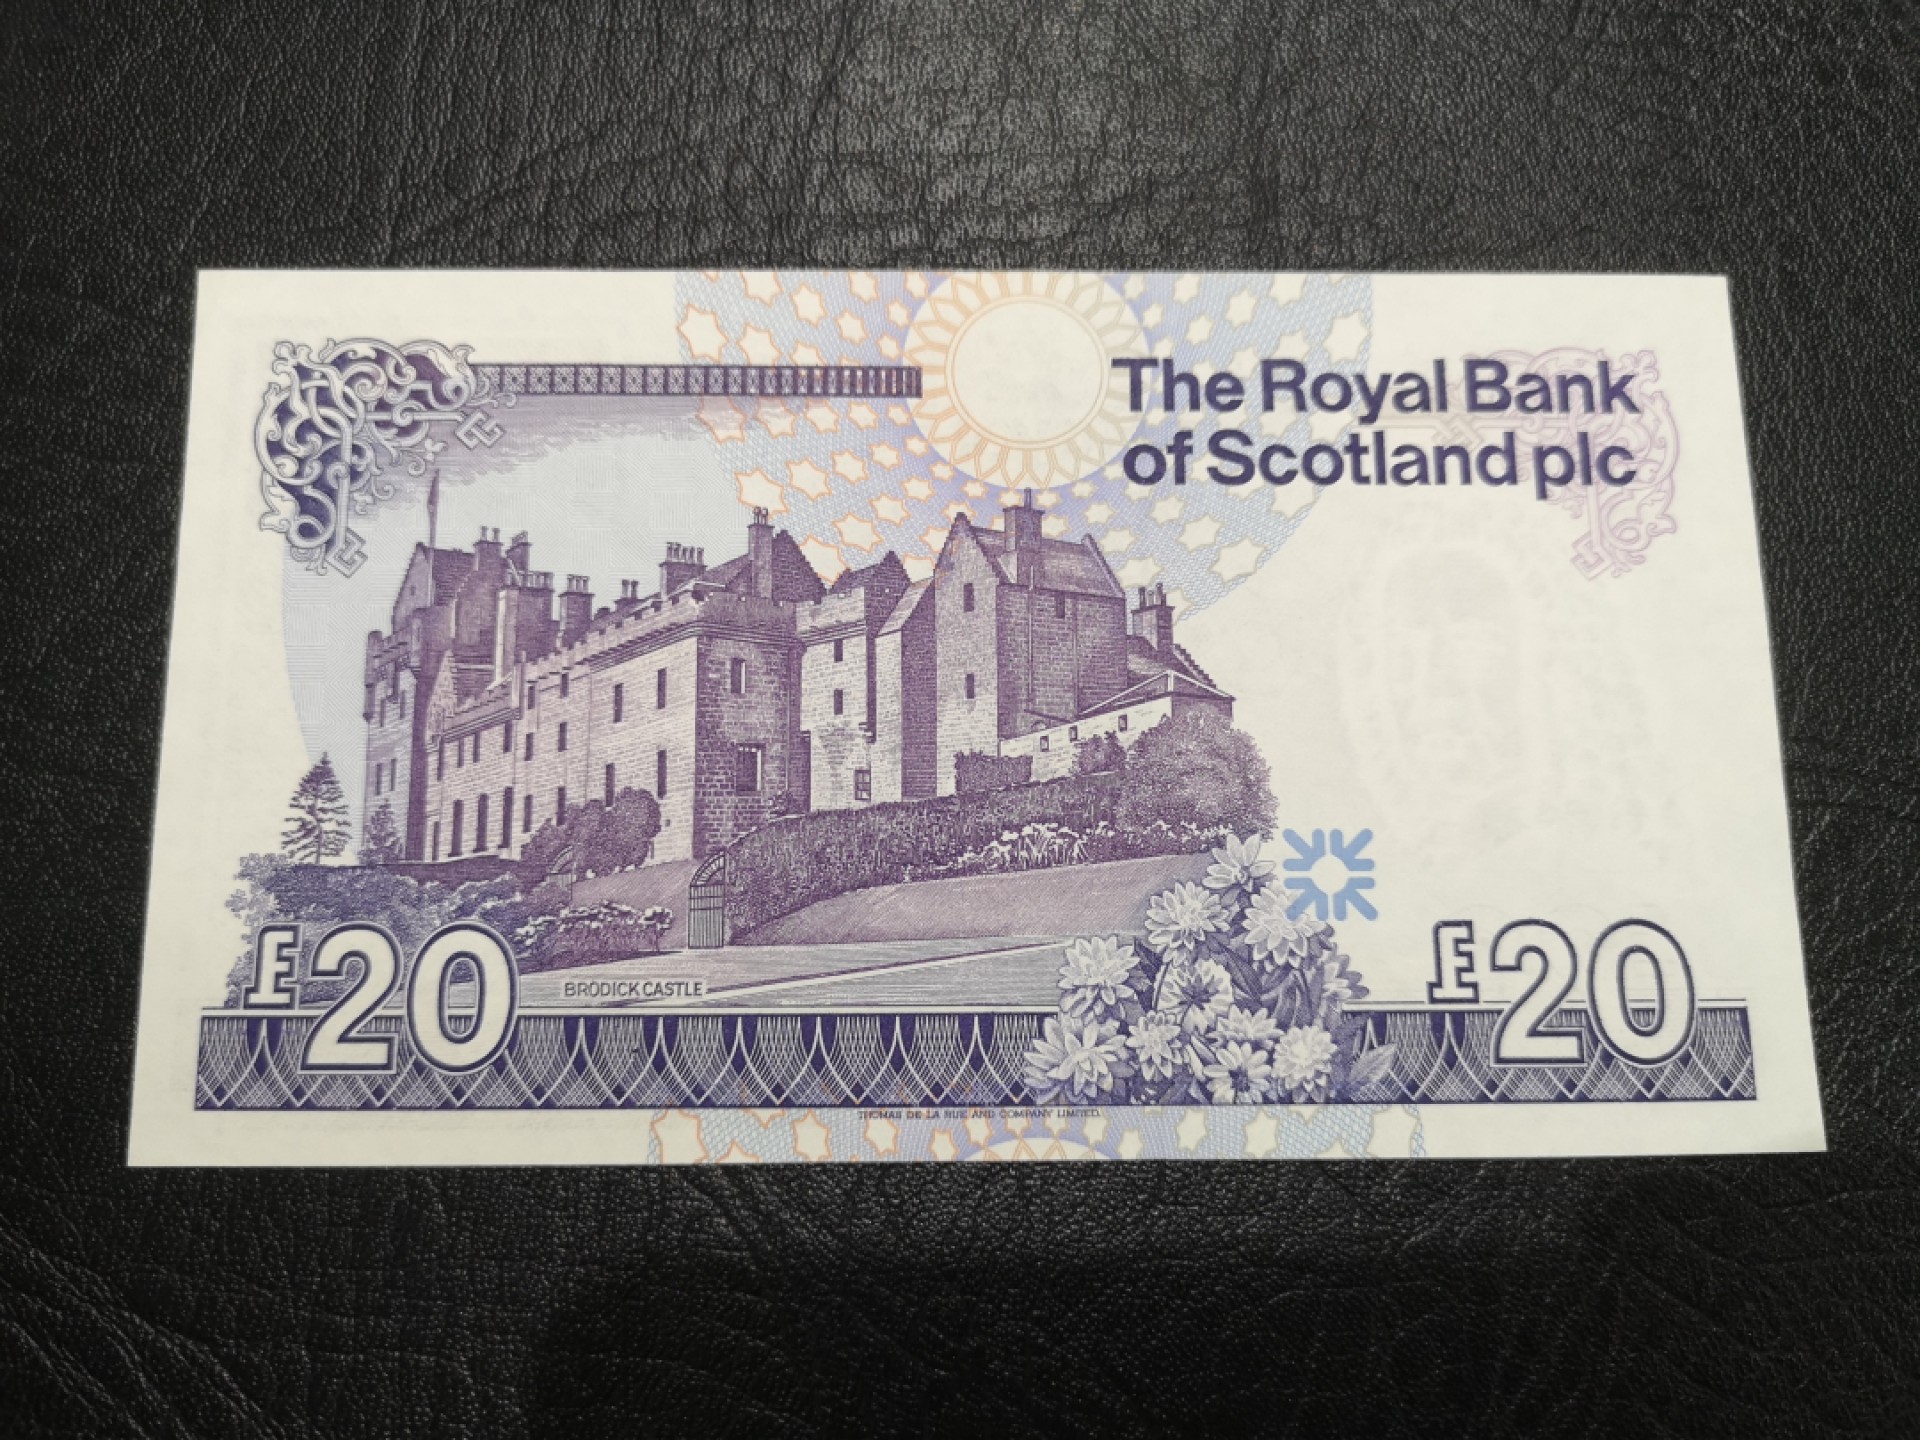 The Royal Bank
of Scotland plc
£20
BRODICK CASTLE
£20
THOMAS DE LA RUE AND COMPANY LIMITED.